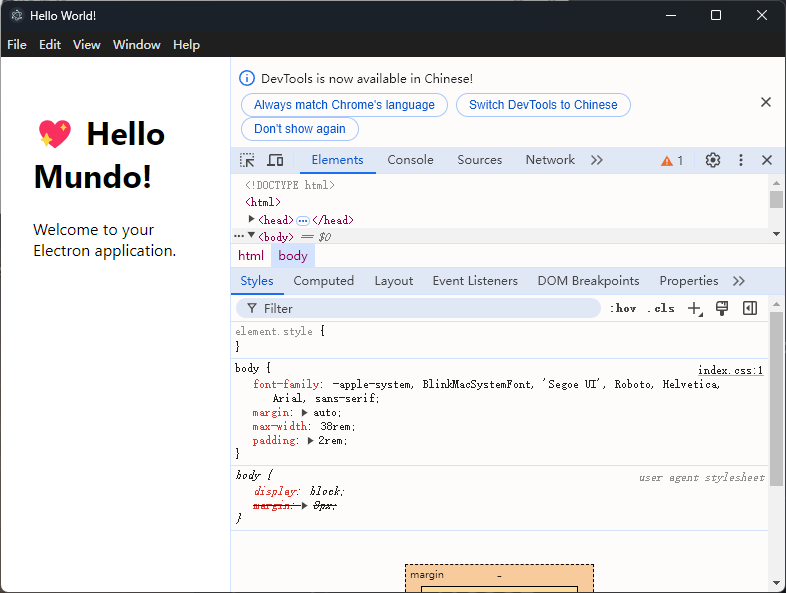 Hello World!
File Edit View Window Help
💖 Hello
Mundo!
Welcome to your
Electron application.
DevTools is now available in Chinese!
Always match Chrome's language
Switch DevTools to Chinese
Don't show again
Elements Console Sources Network 1
<!DOCTYPE html>
<html>
<head> ⋯ </head>
<body> == $0
html body
Styles Computed Layout Event Listeners DOM Breakpoints Properties
Filter :hov .cls
element.style {
}
body { index.css:1
font-family: -apple-system, BlinkMacSystemFont, 'Segoe UI', Roboto, Helvetica,
Arial, sans-serif;
margin: auto;
max-width: 38rem;
padding: 2rem;
}
body { user agent stylesheet
display: block;
margin: 8px;
}
margin -